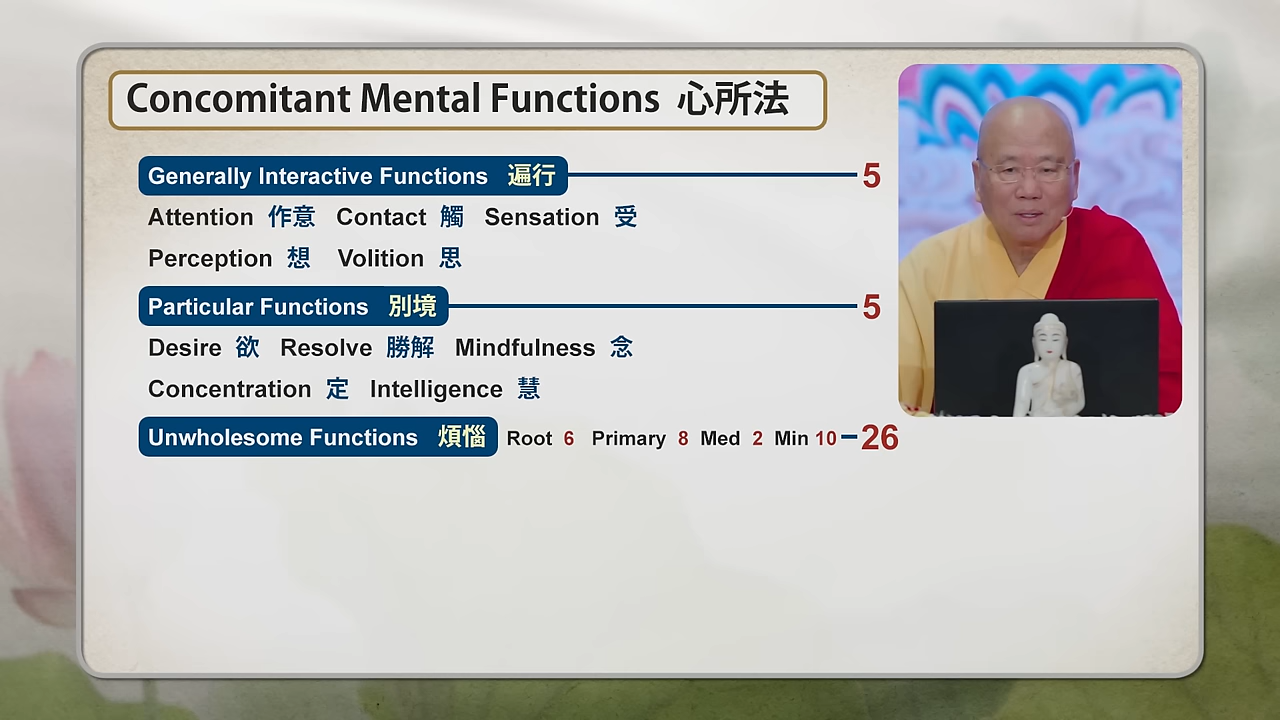 Concomitant Mental Functions 心所法
Generally Interactive Functions 遍行 5
Attention 作意 Contact 觸 Sensation 受
Perception 想 Volition 思
Particular Functions 別境 5
Desire 欲 Resolve 勝解 Mindfulness 念
Concentration 定 Intelligence 慧
Unwholesome Functions 煩惱 Root 6 Primary 8 Med 2 Min 10 26